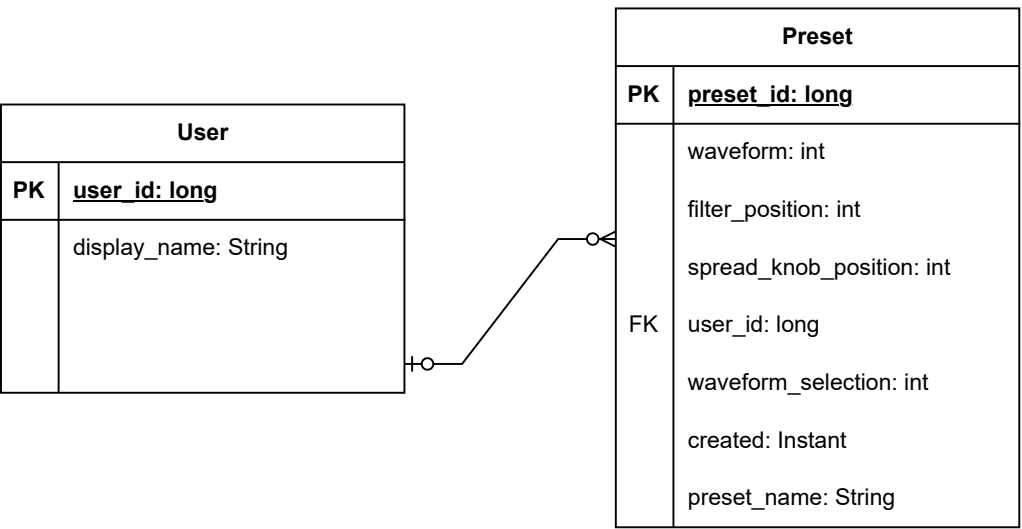 User
PK user_id: long
display_name: String
Preset
PK preset_id: long
waveform: int
filter_position: int
spread_knob_position: int
FK user_id: long
waveform_selection: int
created: Instant
preset_name: String